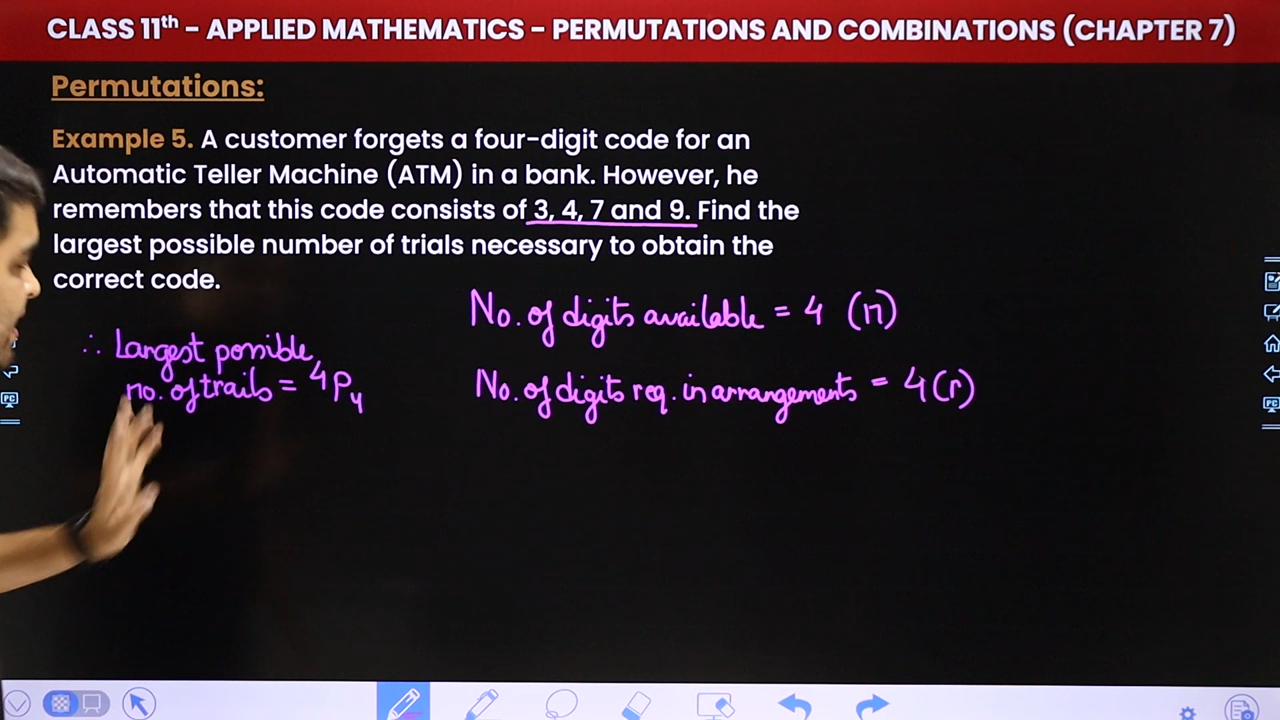 CLASS 11th - APPLIED MATHEMATICS - PERMUTATIONS AND COMBINATIONS (CHAPTER 7)
Permutations:
Example 5. A customer forgets a four-digit code for an
Automatic Teller Machine (ATM) in a bank. However, he
remembers that this code consists of 3, 4, 7 and 9. Find the
largest possible number of trials necessary to obtain the
correct code.
No. of digits available = 4 (n)
No. of digits req. in arrangements = 4 (r)
∴ Largest possible
no. of trails = ⁴P₄